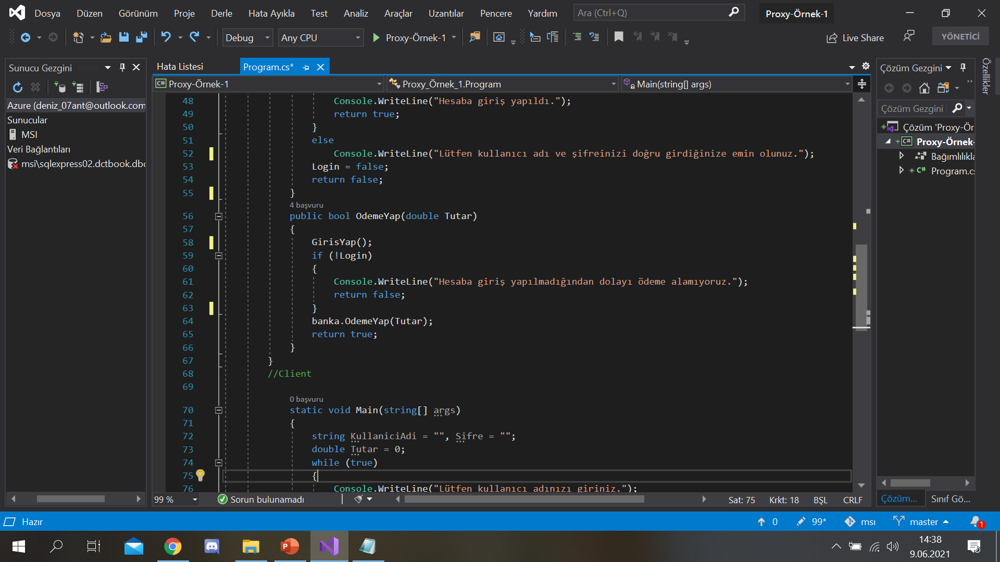 Dosya Düzen Görünüm Proje Derle Hata Ayıkla Test Analiz Araçlar Uzantılar Pencere Yardım Ara (Ctrl+Q) Proxy-Örnek-1
Debug Any CPU Proxy-Örnek-1 Live Share YÖNETİCİ
Sunucu Gezgini
Azure (deniz_07ant@outlook.com
Sunucular
MSI
Veri Bağlantıları
msi\sqlexpress02.dctbook.dbo
Hata Listesi Program.cs*
Proxy-Örnek-1 Proxy_Örnek_1.Program Main(string[] args)
48 Console.WriteLine("Hesaba giriş yapıldı.");
49 return true;
50 }
51 else
52 Console.WriteLine("Lütfen kullanıcı adı ve şifreinizi doğru girdiğinize emin olunuz.");
53 Login = false;
54 return false;
55 }
4 başvuru
56 public bool OdemeYap(double Tutar)
57 {
58 GirisYap();
59 if (!Login)
60 {
61 Console.WriteLine("Hesaba giriş yapılmadığından dolayı ödeme alamıyoruz.");
62 return false;
63 }
64 banka.OdemeYap(Tutar);
65 return true;
66 }
67 }
68 //Client
69
0 başvuru
70 static void Main(string[] args)
71 {
72 string KullaniciAdi = "", Sifre = "";
73 double Tutar = 0;
74 while (true)
75 {
76 Console.WriteLine("Lütfen kullanıcı adınızı giriniz.");
99 % Sorun bulunamadı Sat: 75 Krkt: 18 BŞL CRLF
Çözüm Gezgini
Çözüm Gezgini
Çözüm 'Proxy-Ör
Proxy-Örnek-
Bağımlılıkla
Program.cs
Çözüm... Sınıf Gö...
Özellikler
Hazır 0 99* msı master 1
14:38
9.06.2021